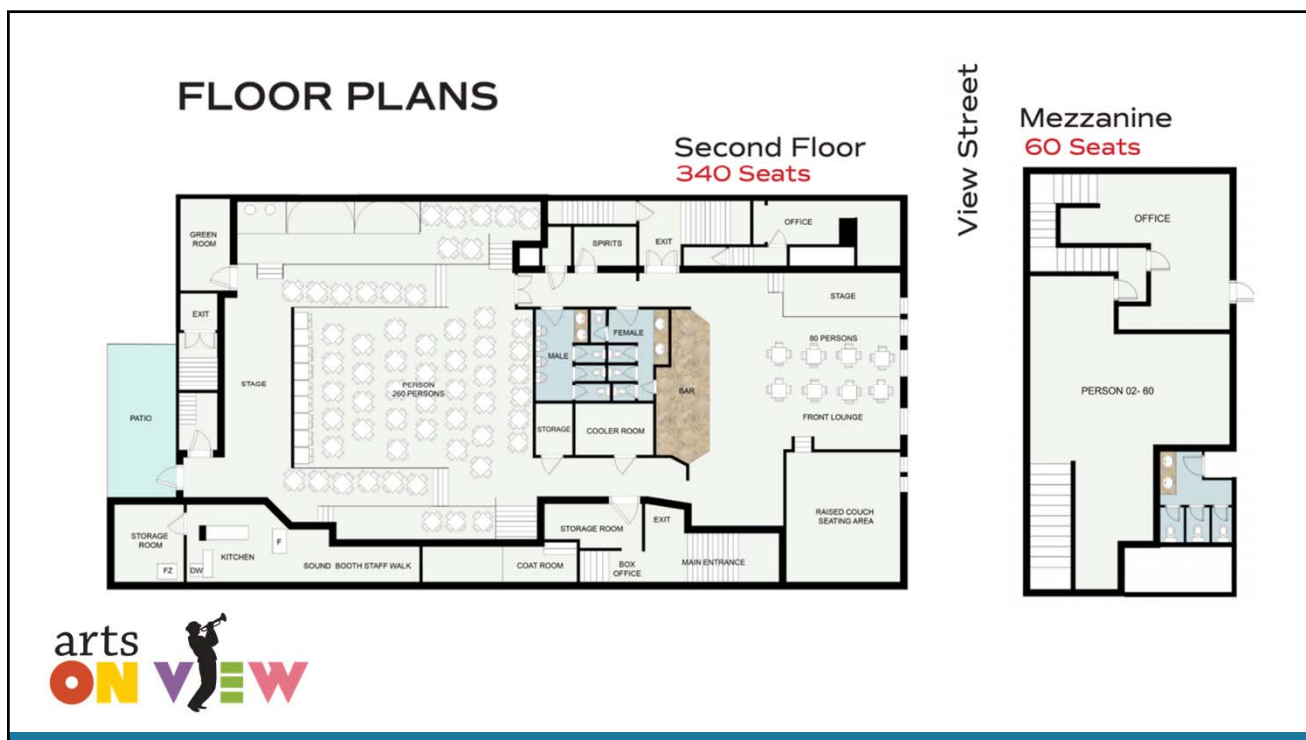 FLOOR PLANS
Second Floor
340 Seats
View Street
Mezzanine
60 Seats
GREEN
ROOM
SPIRITS
EXIT
OFFICE
STAGE
EXIT
FEMALE
MALE
80 PERSONS
STAGE
PERSON
260 PERSONS
BAR
PATIO
FRONT LOUNGE
STORAGE
COOLER ROOM
RAISED COUCH
SEATING AREA
STORAGE ROOM
EXIT
STORAGE
ROOM
KITCHEN
F
FZ
DW
SOUND BOOTH STAFF WALK
COAT ROOM
BOX
OFFICE
MAIN ENTRANCE
OFFICE
PERSON 02- 60
arts
ON VIEW